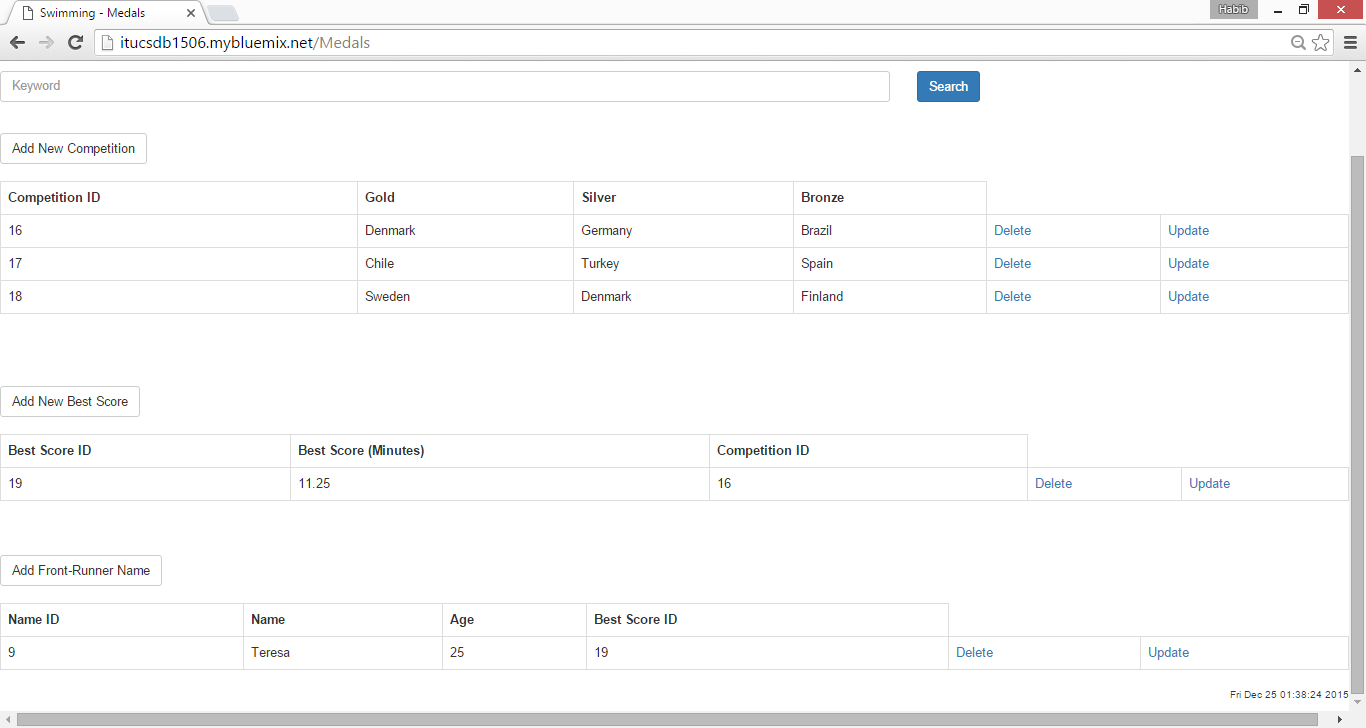 Swimming - Medals
Habib
itucsdb1506.mybluemix.net/Medals
Keyword Search
Add New Competition
Competition ID Gold Silver Bronze
16 Denmark Germany Brazil Delete Update
17 Chile Turkey Spain Delete Update
18 Sweden Denmark Finland Delete Update
Add New Best Score
Best Score ID Best Score (Minutes) Competition ID
19 11.25 16 Delete Update
Add Front-Runner Name
Name ID Name Age Best Score ID
9 Teresa 25 19 Delete Update
Fri Dec 25 01:38:24 2015